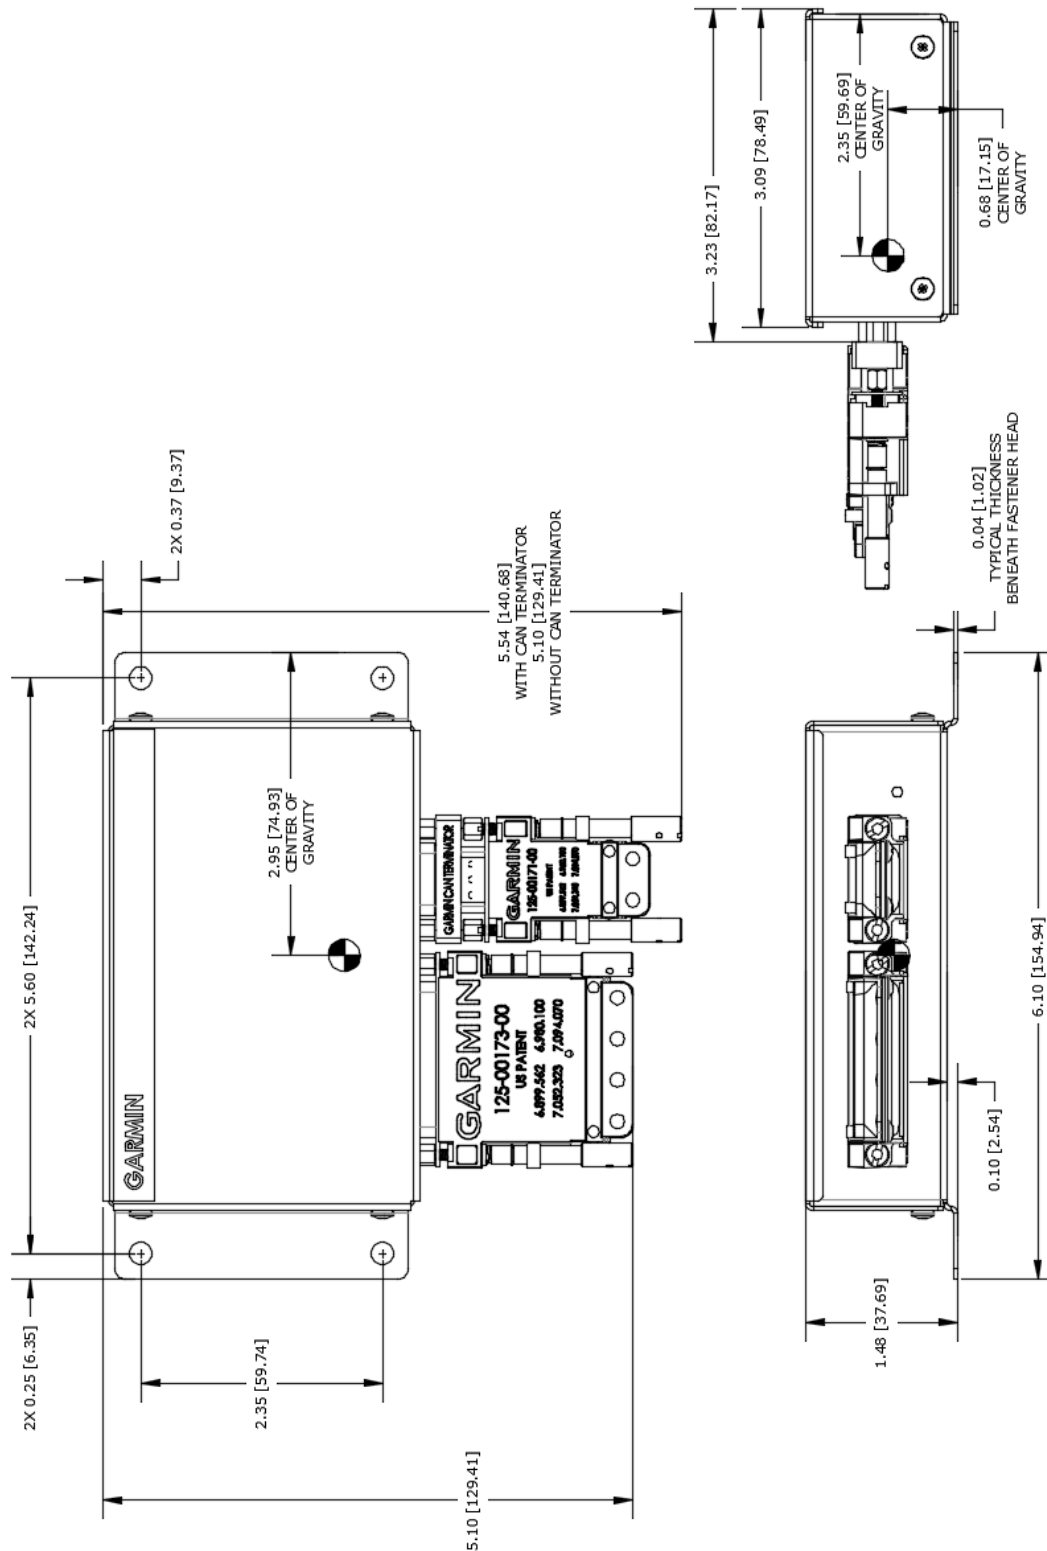 2X 0.25 [6.35]
2X 5.60 [142.24]
2X 0.37 [9.37]
2.35 [59.74]
5.10 [129.41]
GARMIN
2.95 [74.93]
CENTER OF
GRAVITY
5.54 [140.68]
WITH CAN TERMINATOR
5.10 [129.41]
WITHOUT CAN TERMINATOR
GARMIN
125-00173-00
US PATENT
6.899.562 6.980.100
7.052.323 7.094.070
GARMIN CAN TERMINATOR
GARMIN
125-00171-00
US PATENT
1.48 [37.69]
0.10 [2.54]
6.10 [154.94]
0.04 [1.02]
TYPICAL THICKNESS
BENEATH FASTENER HEAD
3.23 [82.17]
3.09 [78.49]
2.35 [59.69]
CENTER OF
GRAVITY
0.68 [17.15]
CENTER OF
GRAVITY